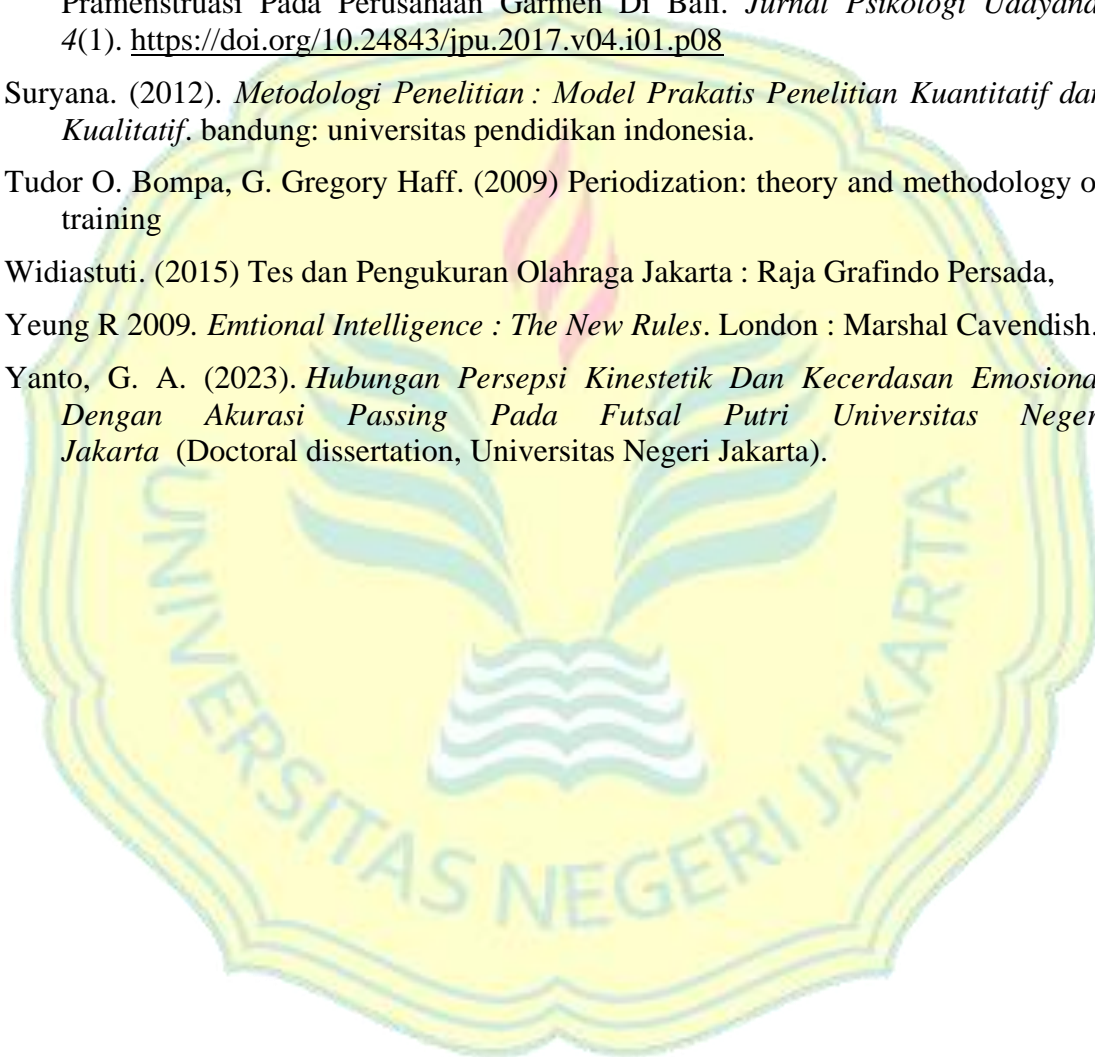 Pramenstruasi Pada Perusahaan Garmen Di Bali. Jurnal Psikologi Udayana
4(1). https://doi.org/10.24843/jpu.2017.v04.i01.p08
Suryana. (2012). Metodologi Penelitian : Model Prakatis Penelitian Kuantitatif dan
Kualitatif. bandung: universitas pendidikan indonesia.
Tudor O. Bompa, G. Gregory Haff. (2009) Periodization: theory and methodology o
training
Widiastuti. (2015) Tes dan Pengukuran Olahraga Jakarta : Raja Grafindo Persada,
Yeung R 2009. Emtional Intelligence : The New Rules. London : Marshal Cavendish.
Yanto, G. A. (2023). Hubungan Persepsi Kinestetik Dan Kecerdasan Emosiona
Dengan Akurasi Passing Pada Futsal Putri Universitas Neger
Jakarta (Doctoral dissertation, Universitas Negeri Jakarta).
UNIVERSITAS NEGERI JAKARTA